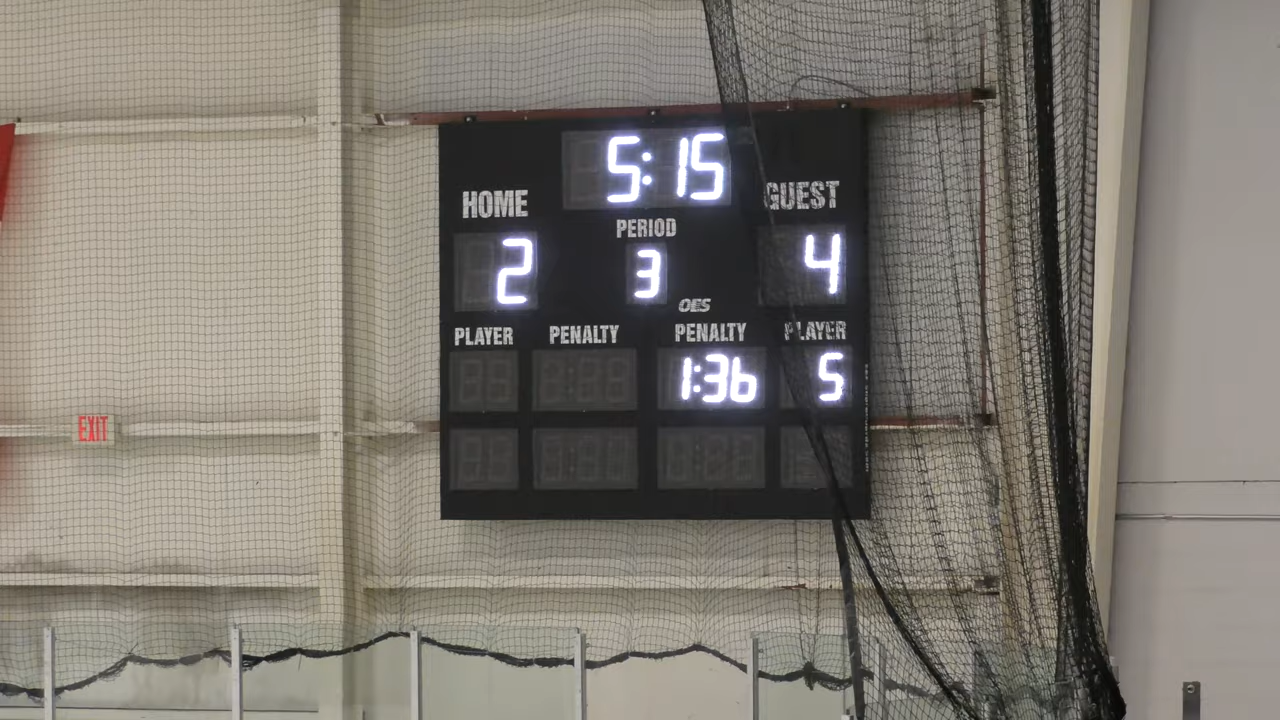 5:15
HOME GUEST
PERIOD
2 3 4
OES
PLAYER PENALTY PENALTY PLAYER
1:36 5
EXIT